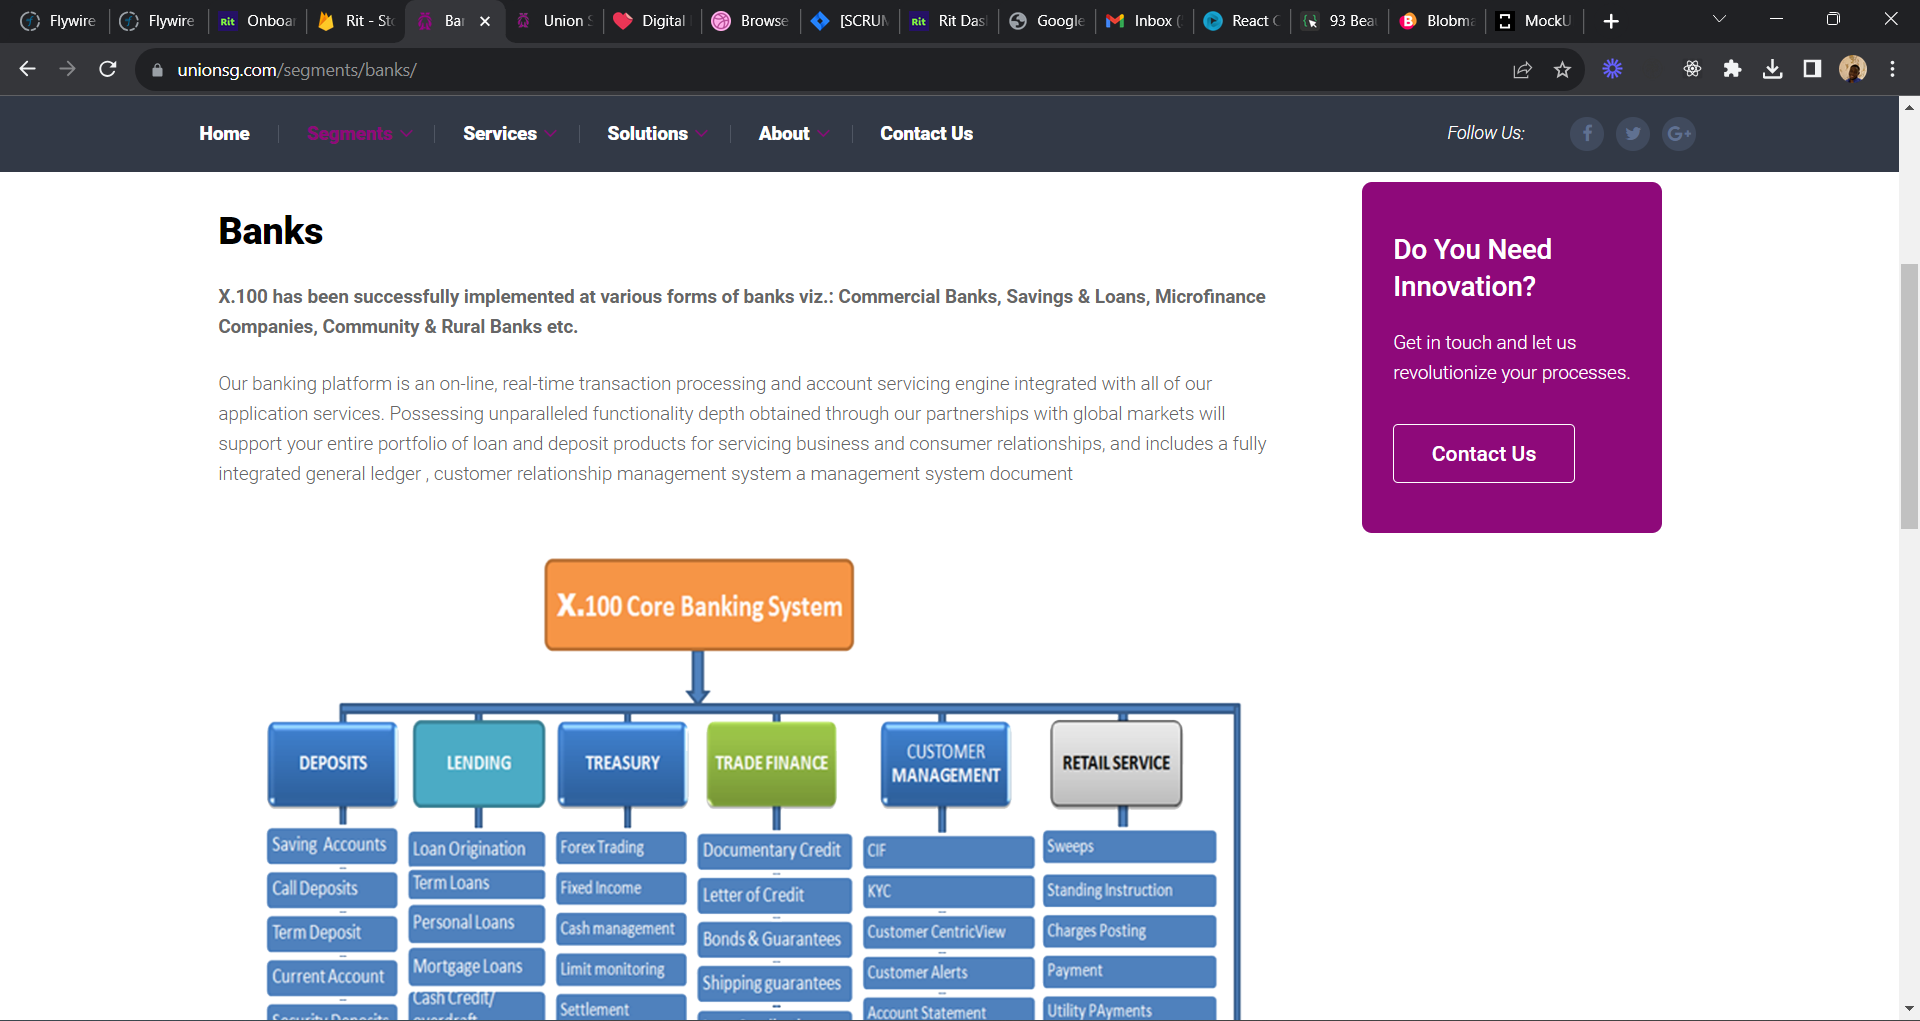 Flywire
Flywire
Rit
Onboar
Rit - Sto
Ban
Union S
Digital
Browse
[SCRUM
Rit
Rit Das
Google
Inbox (
React C
93 Beau
Blobma
MockU
unionsg.com/segments/banks/
Home
Segments
Services
Solutions
About
Contact Us
Follow Us:
Banks
X.100 has been successfully implemented at various forms of banks viz.: Commercial Banks, Savings & Loans, Microfinance
Companies, Community & Rural Banks etc.
Our banking platform is an on-line, real-time transaction processing and account servicing engine integrated with all of our
application services. Possessing unparalleled functionality depth obtained through our partnerships with global markets will
support your entire portfolio of loan and deposit products for servicing business and consumer relationships, and includes a fully
integrated general ledger , customer relationship management system a management system document
Do You Need
Innovation?
Get in touch and let us
revolutionize your processes.
Contact Us
X.100 Core Banking System
DEPOSITS
Saving Accounts
Call Deposits
Term Deposit
Current Account
Security Deposits
LENDING
Loan Origination
Term Loans
Personal Loans
Mortgage Loans
Cash Credit/
overdraft
TREASURY
Forex Trading
Fixed Income
Cash management
Limit monitoring
Settlement
TRADE FINANCE
Documentary Credit
Letter of Credit
Bonds & Guarantees
Shipping guarantees
CUSTOMER
MANAGEMENT
CIF
KYC
Customer CentricView
Customer Alerts
Account Statement
RETAIL SERVICE
Sweeps
Standing Instruction
Charges Posting
Payment
Utility PAyments